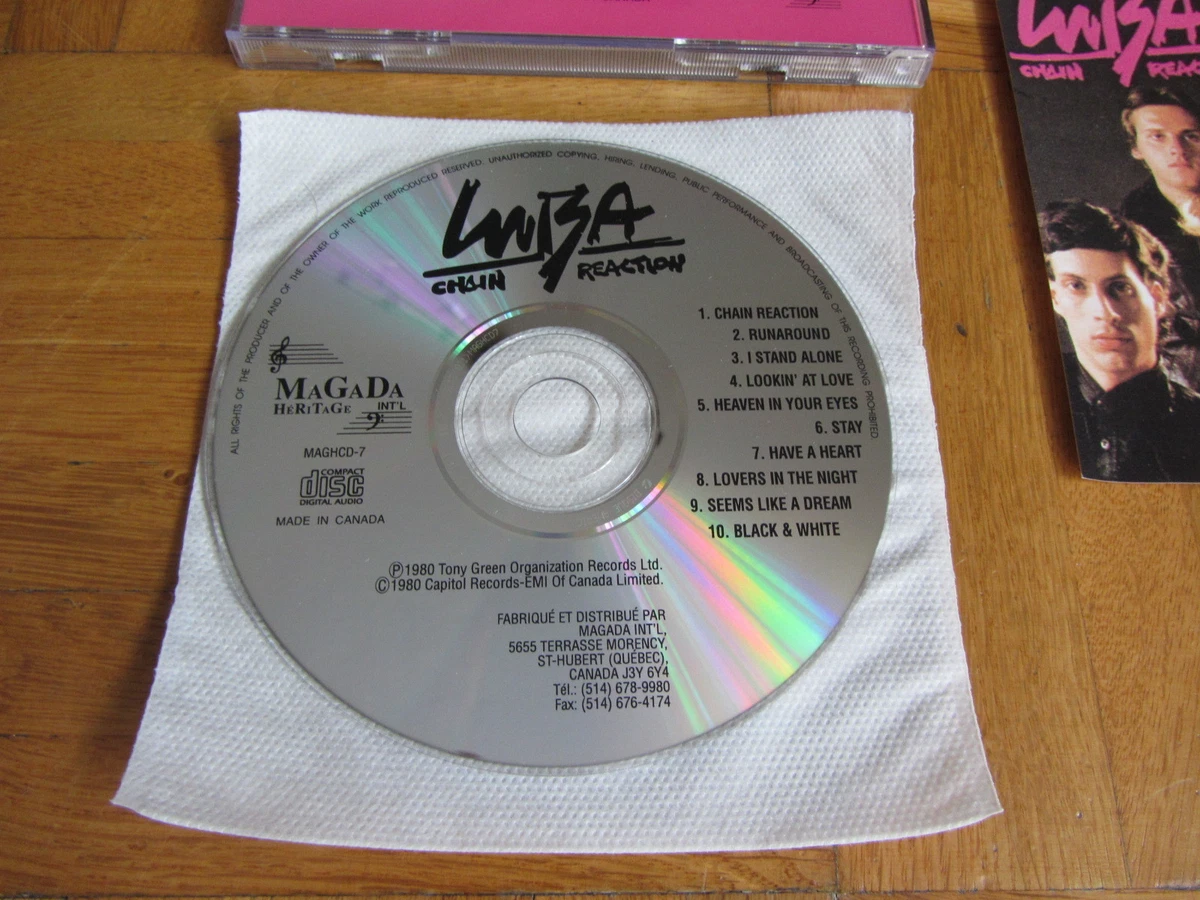 LUBA
CHAIN REACTION
ALL RIGHTS OF THE PRODUCER AND OF THE OWNER OF THE WORK REPRODUCED RESERVED. UNAUTHORIZED COPYING, HIRING, LENDING, PUBLIC PERFORMANCE AND BROADCASTING OF THIS RECORDING PROHIBITED.
LUBA
CHAIN REACTION
1. CHAIN REACTION
2. RUNAROUND
3. I STAND ALONE
4. LOOKIN' AT LOVE
5. HEAVEN IN YOUR EYES
6. STAY
7. HAVE A HEART
8. LOVERS IN THE NIGHT
9. SEEMS LIKE A DREAM
10. BLACK & WHITE
MAGADA
HÉRITAGE INT'L
MAGHCD-7
COMPACT
disc
DIGITAL AUDIO
MADE IN CANADA
Ⓟ1980 Tony Green Organization Records Ltd.
©1980 Capitol Records-EMI Of Canada Limited.
FABRIQUÉ ET DISTRIBUÉ PAR
MAGADA INT'L,
5655 TERRASSE MORENCY,
ST-HUBERT (QUÉBEC),
CANADA J3Y 6Y4
Tél.: (514) 678-9980
Fax: (514) 676-4174